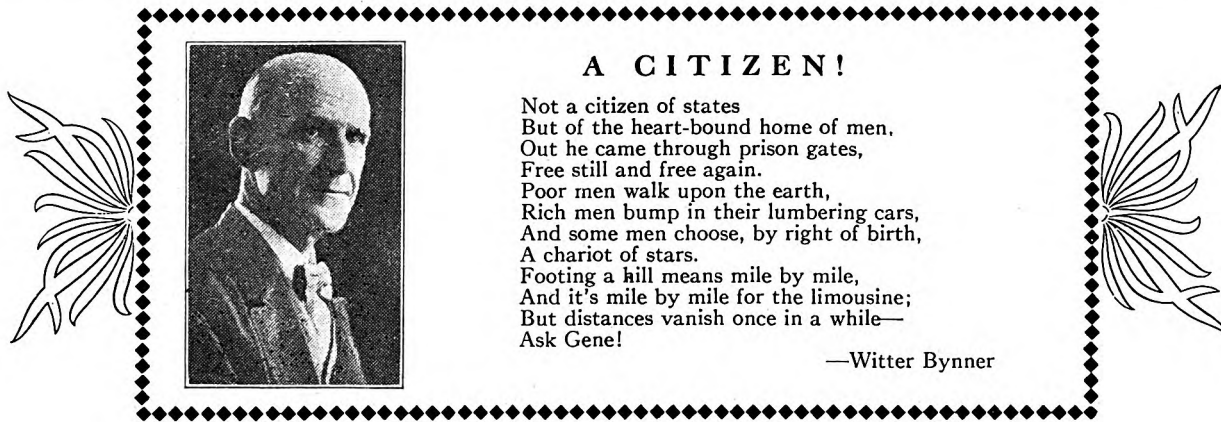 A CITIZEN!
Not a citizen of states
But of the heart-bound home of men,
Out he came through prison gates,
Free still and free again.
Poor men walk upon the earth,
Rich men bump in their lumbering cars,
And some men choose, by right of birth,
A chariot of stars.
Footing a hill means mile by mile,
And it's mile by mile for the limousine;
But distances vanish once in a while—
Ask Gene!
—Witter Bynner